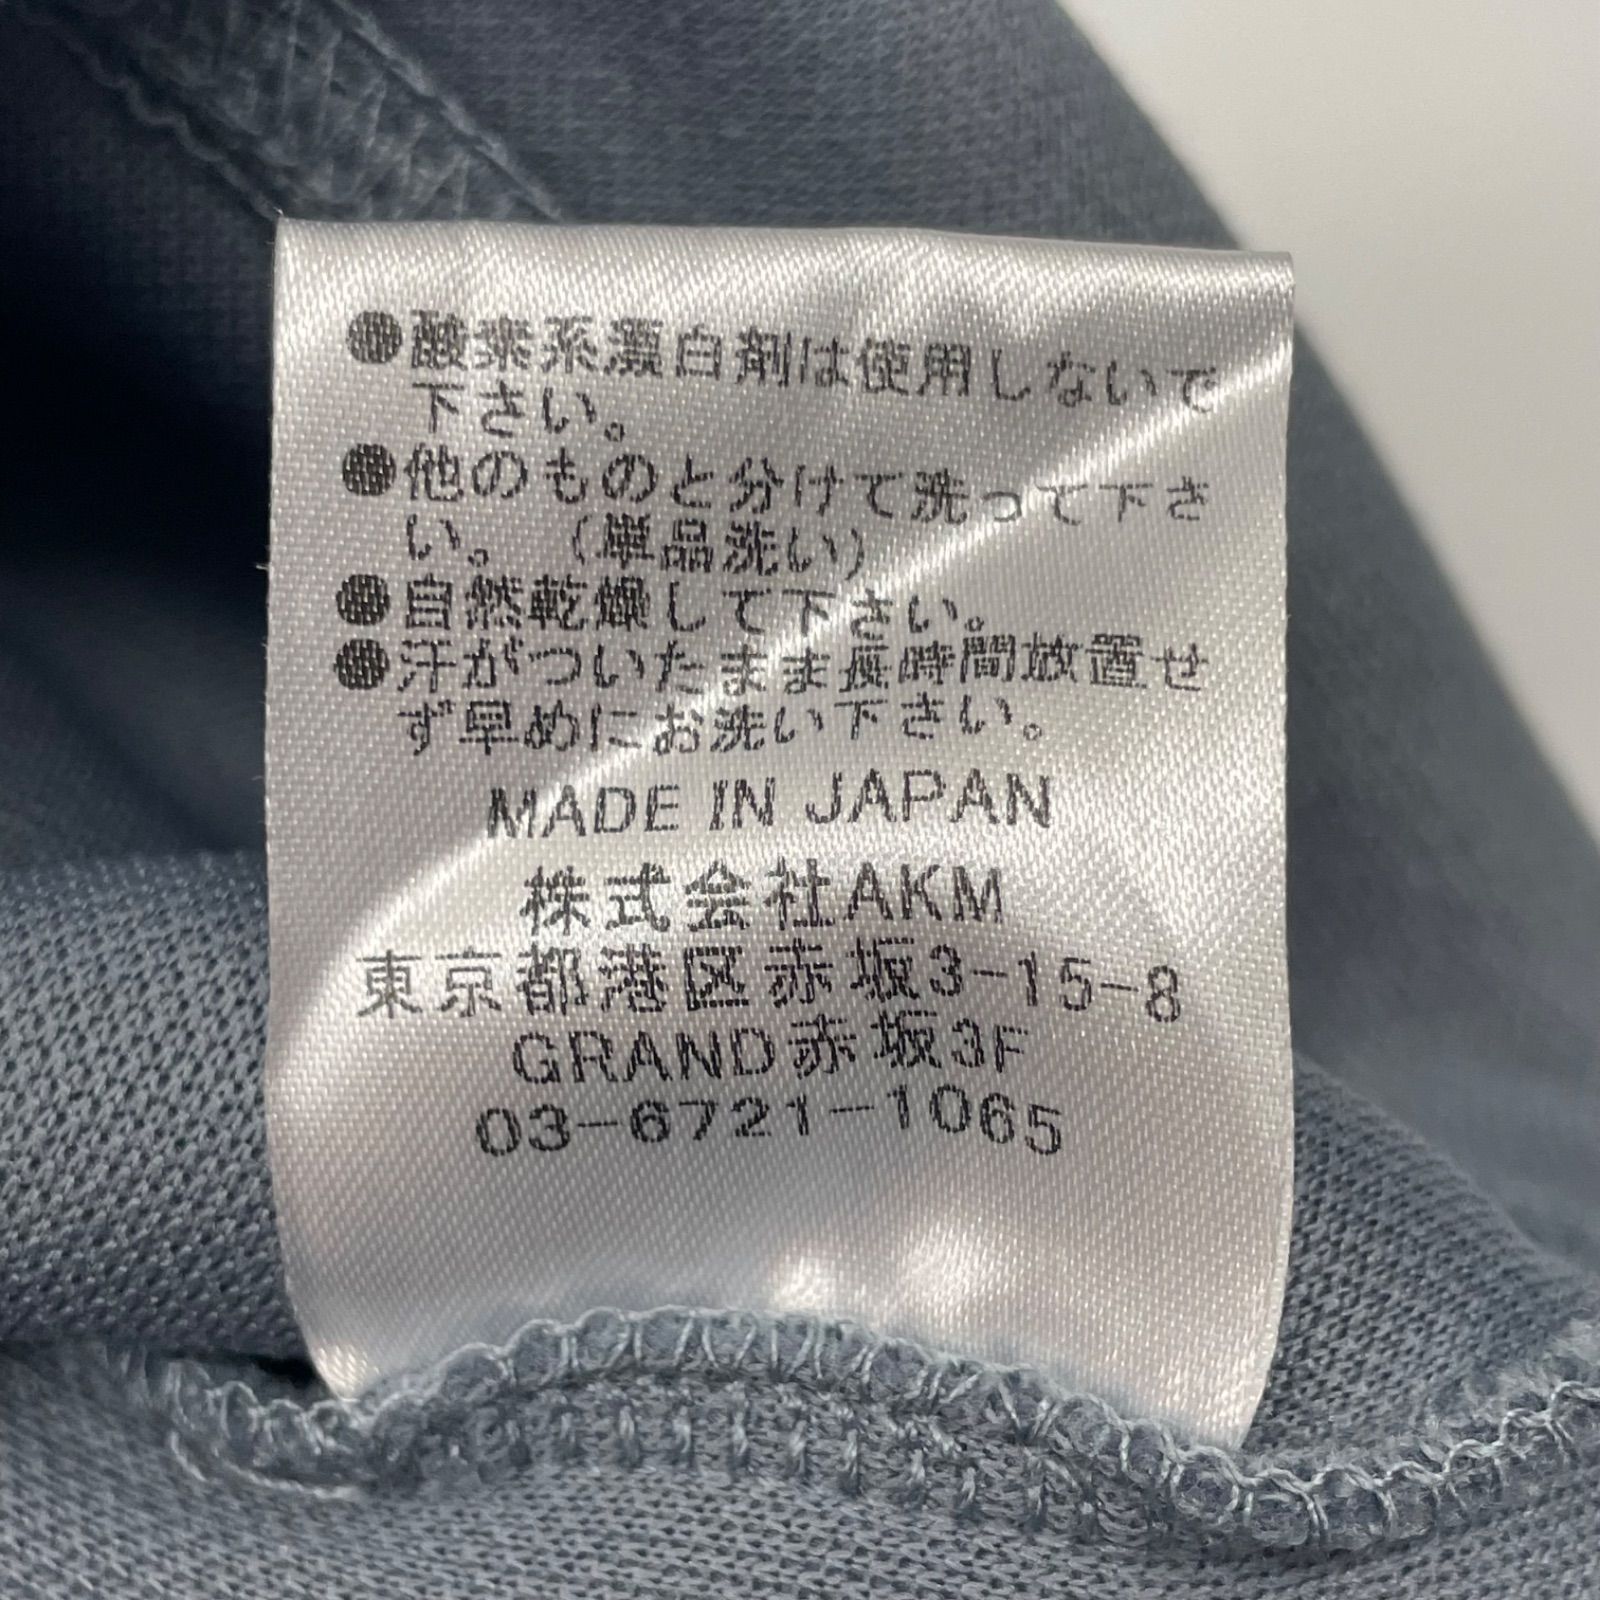 ●酸素系漂白剤は使用しないで
下さい。
●他のものと分けて洗って下さ
い。(単品洗い)
●自然乾燥して下さい。
●汗がついたまま長時間放置せ
ず早めにお洗い下さい。
MADE IN JAPAN
株式会社AKM
東京都港区赤坂3-15-8
GRAND赤坂3F
03-6721-1065